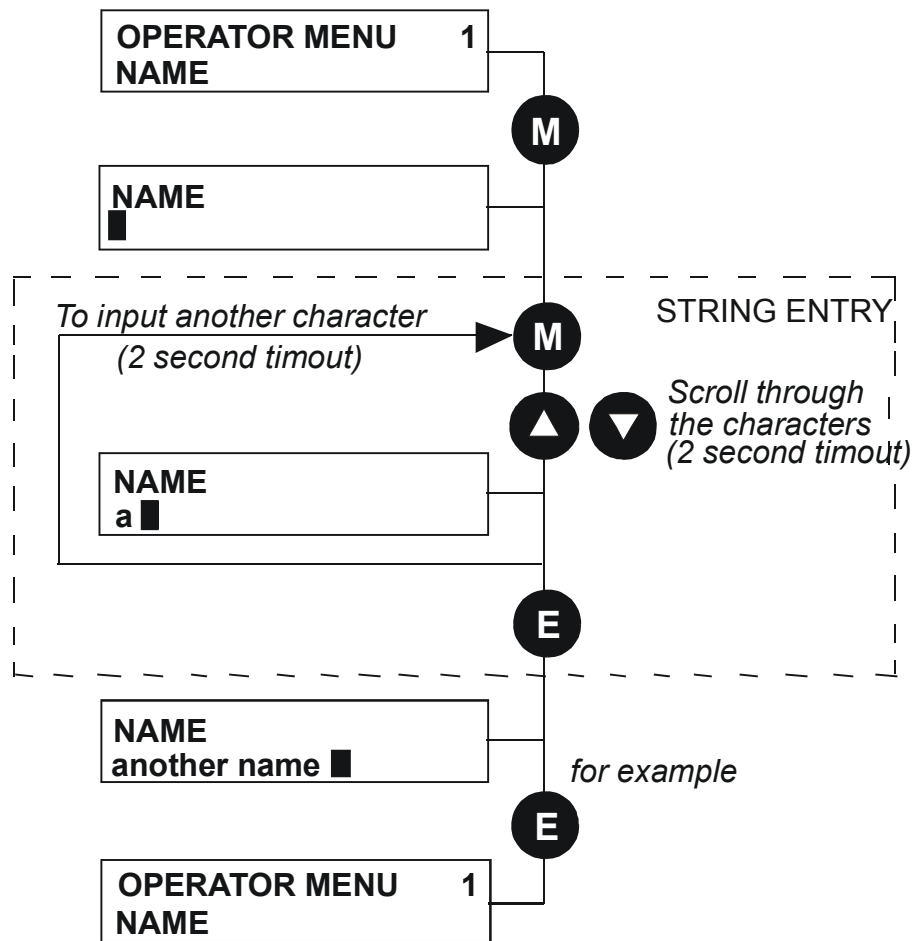 OPERATOR MENU 1
NAME
M
NAME
STRING ENTRY
To input another character
(2 second timout)
M
Scroll through
the characters
(2 second timout)
NAME
a
E
NAME
another name
for example
E
OPERATOR MENU 1
NAME